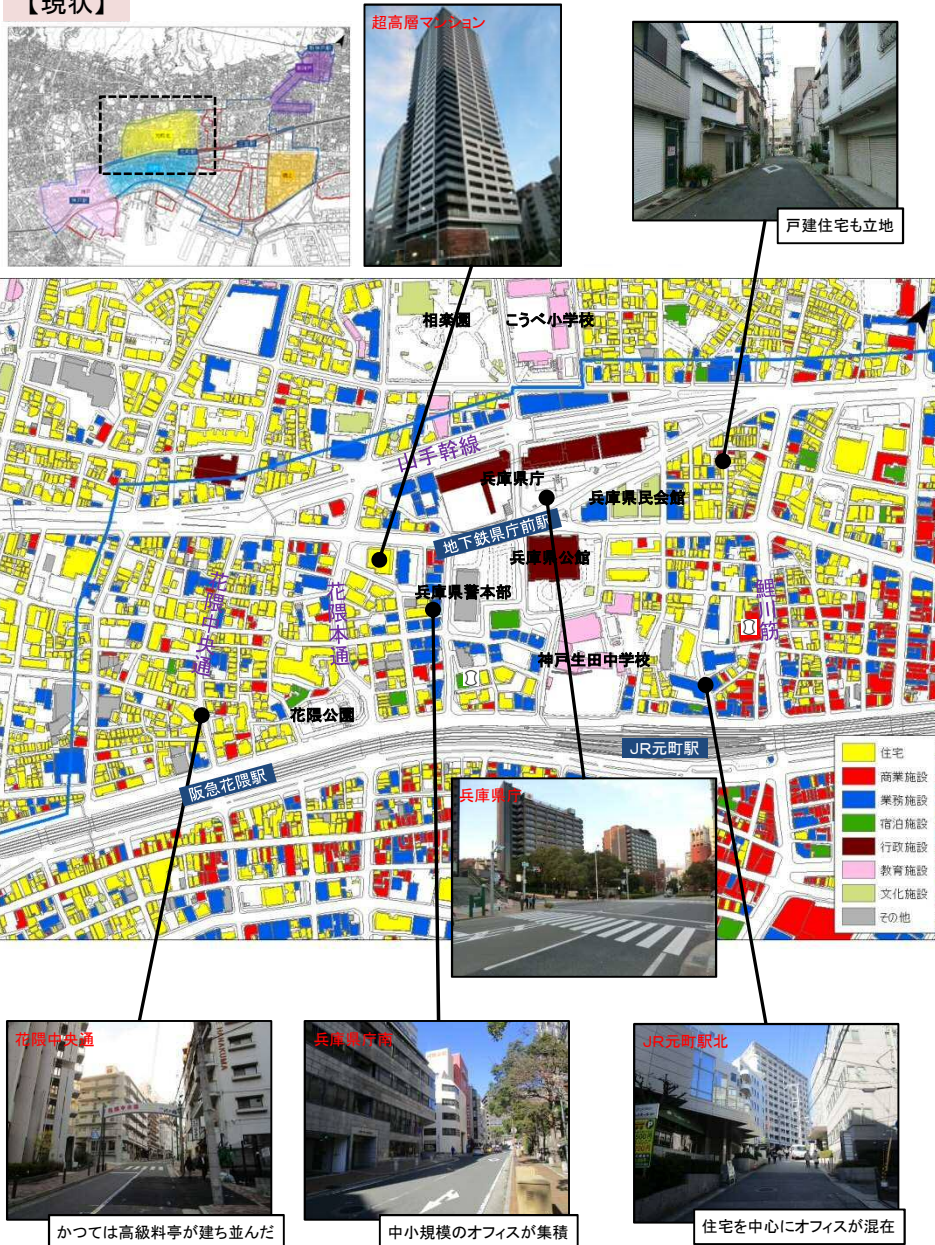 【現状】
超高層マンション
戸建住宅も立地
相楽園
こうべ小学校
山手幹線
兵庫県庁
兵庫県民会館
地下鉄県庁前駅
兵庫県公館
兵庫県警本部
花隈中央通
花隈本通
鯉川筋
神戸生田中学校
花隈公園
JR元町駅
阪急花隈駅
住宅
商業施設
業務施設
宿泊施設
行政施設
教育施設
文化施設
その他
兵庫県庁
花隈中央通
花隈中央通
HANAKUMA
かつては高級料亭が建ち並んだ
兵庫県庁南
中小規模のオフィスが集積
JR元町駅北
P
住宅を中心にオフィスが混在